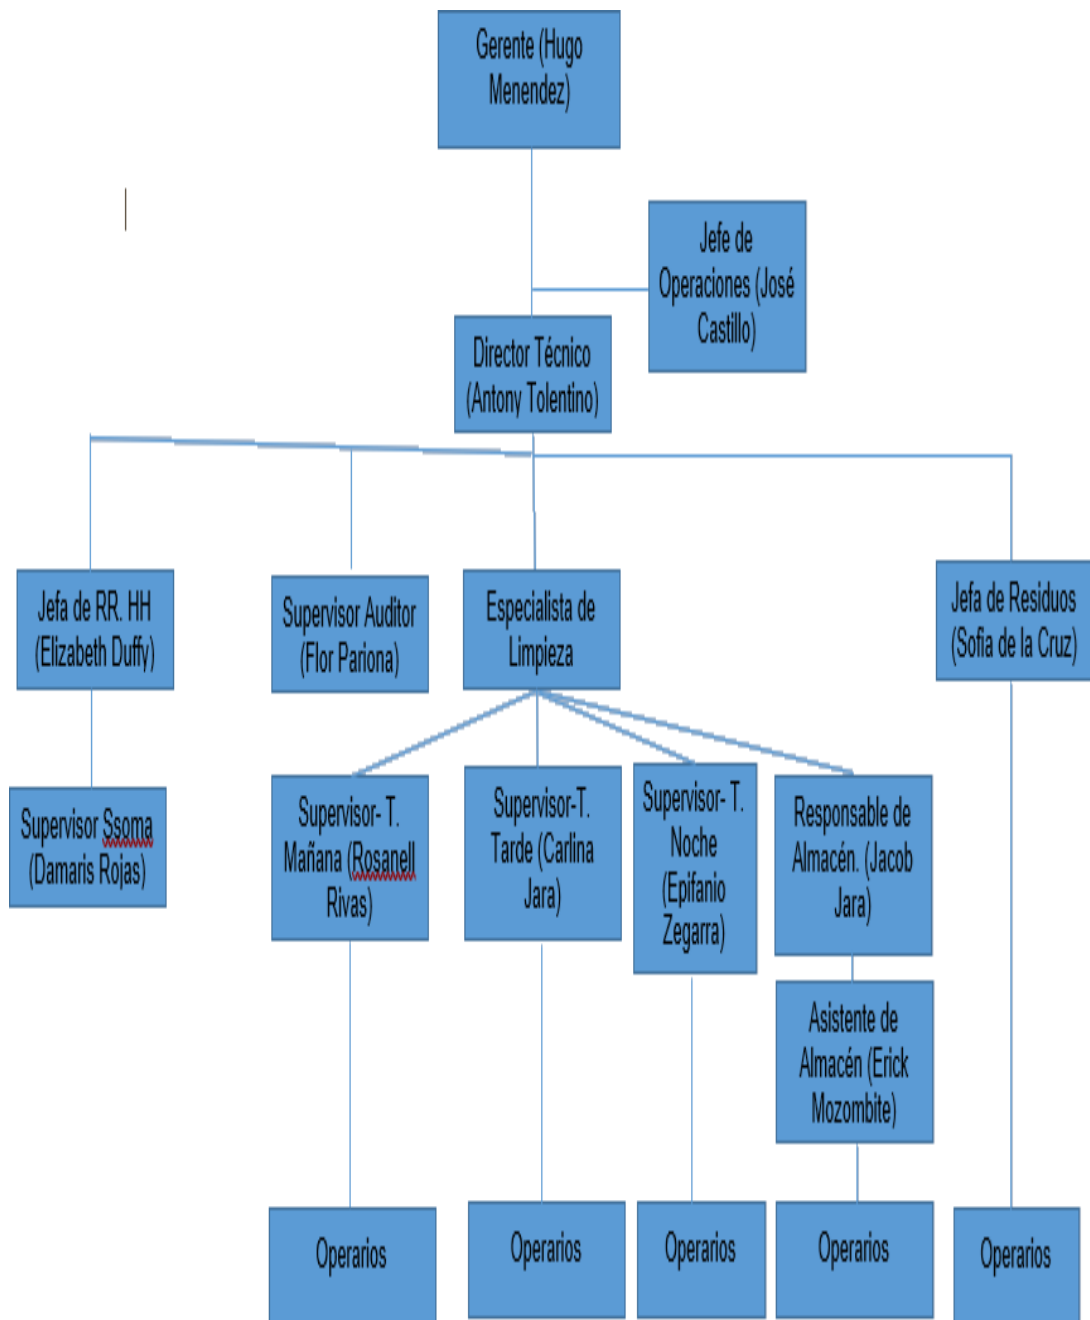 Gerente (Hugo
Menendez)
Jefe de
Operaciones (José
Castillo)
Director Técnico
(Antony Tolentino)
Jefa de RR. HH
(Elizabeth Duffy)
Supervisor Auditor
(Flor Pariona)
Especialista de
Limpieza
Jefa de Residuos
(Sofia de la Cruz)
Supervisor Ssoma
(Damaris Rojas)
Supervisor- T.
Mañana (Rosanell
Rivas)
Supervisor-T.
Tarde (Carlina
Jara)
Supervisor- T.
Noche
(Epifanio
Zegarra)
Responsable de
Almacén. (Jacob
Jara)
Asistente de
Almacén (Erick
Mozombite)
Operarios
Operarios
Operarios
Operarios
Operarios